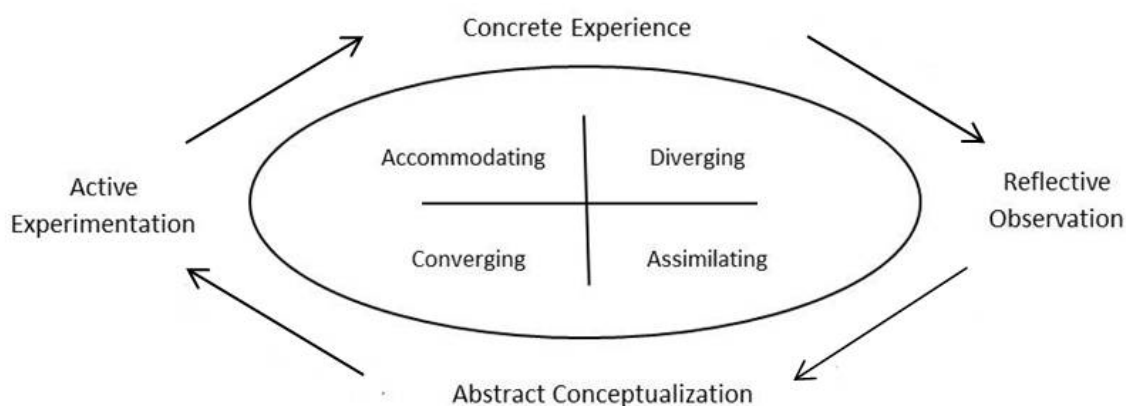 Concrete Experience
Accommodating
Diverging
Active
Experimentation
Reflective
Observation
Converging
Assimilating
Abstract Conceptualization